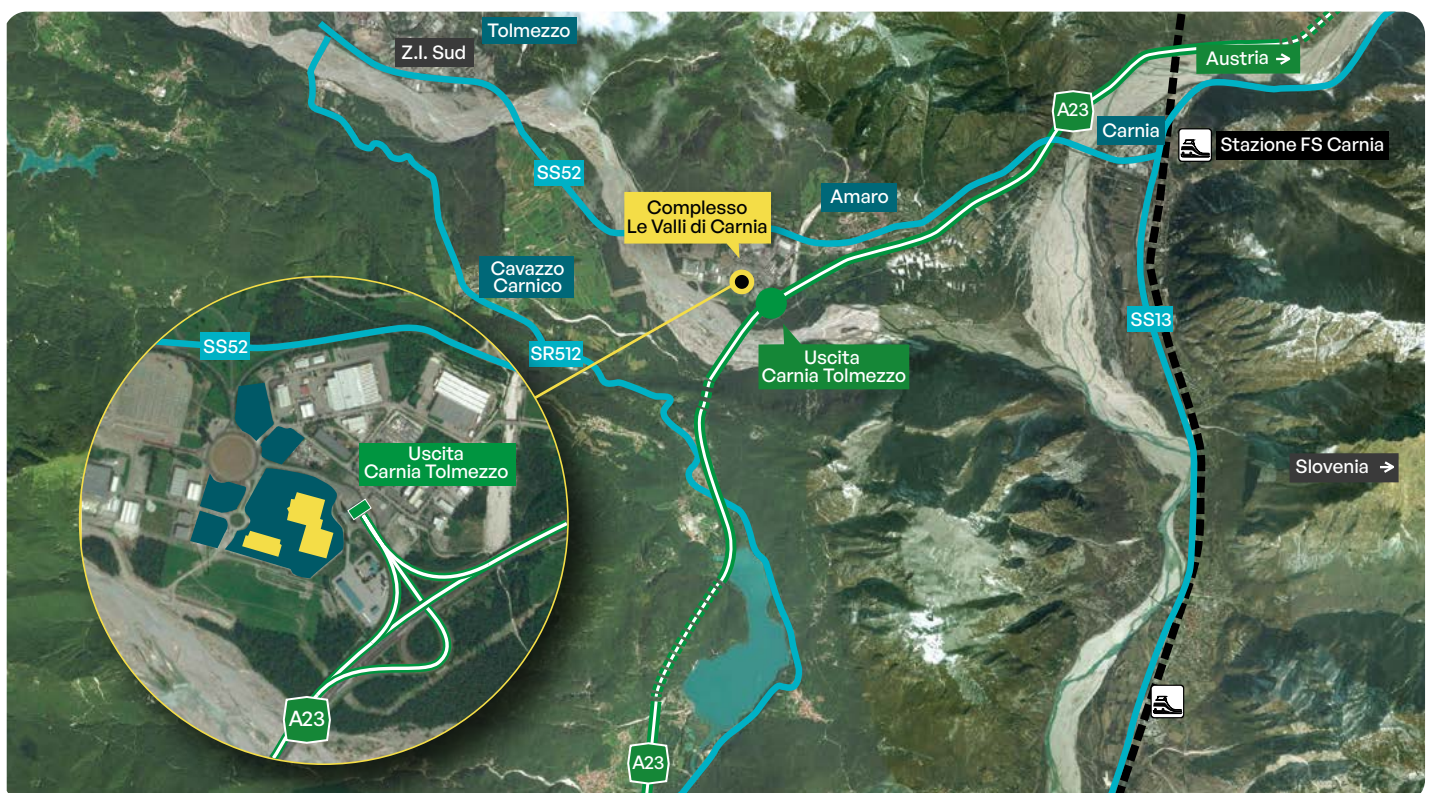 Tolmezzo
Z.I. Sud
Austria →
A23
Carnia
Stazione FS Carnia
SS52
Amaro
Complesso
Le Valli di Carnia
Cavazzo
Carnico
SS13
SS52
SR512
Uscita
Carnia Tolmezzo
Uscita
Carnia Tolmezzo
Slovenia →
A23
A23